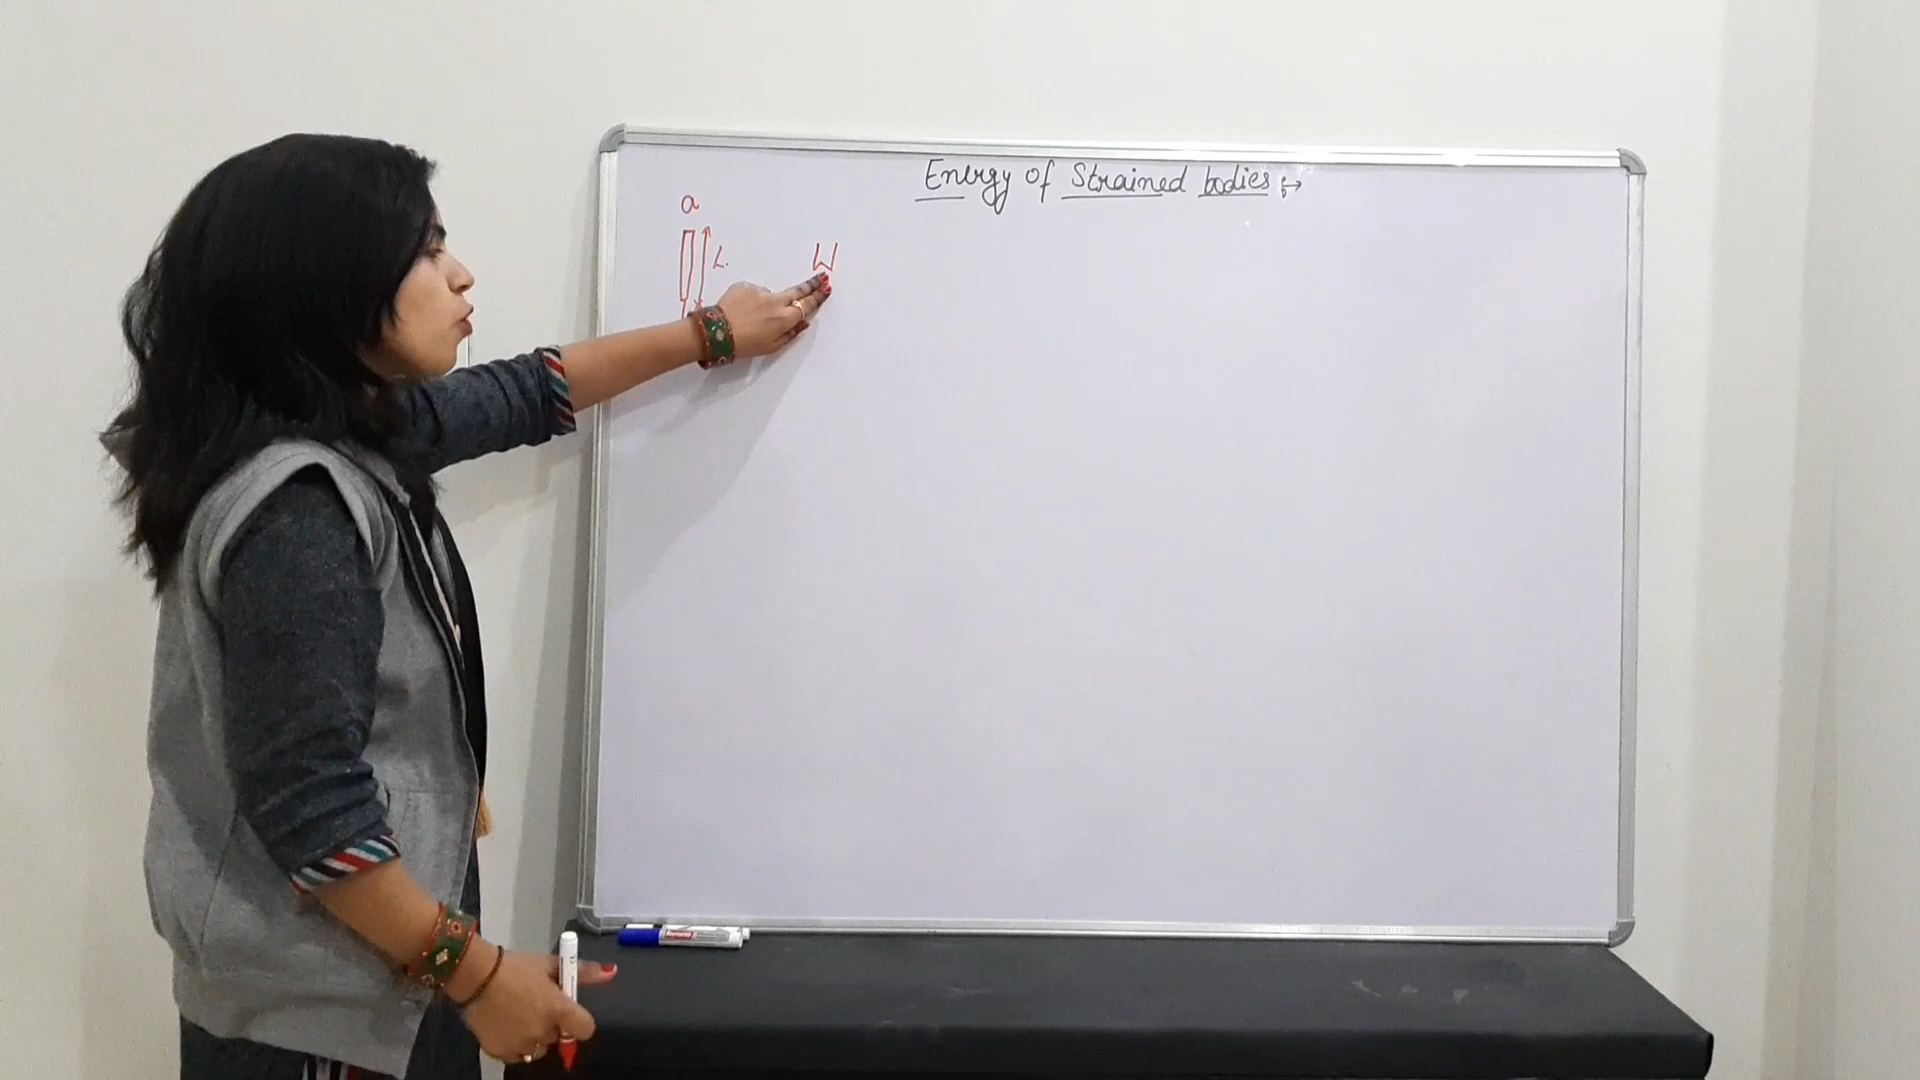 Energy of Strained bodies :→
a
L.
W